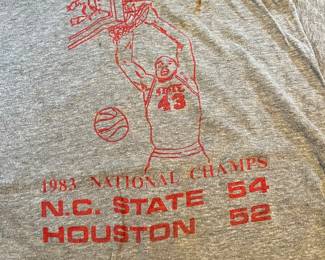 STATE
43
1983 NATIONAL CHAMPS
N.C. STATE 54
HOUSTON 52